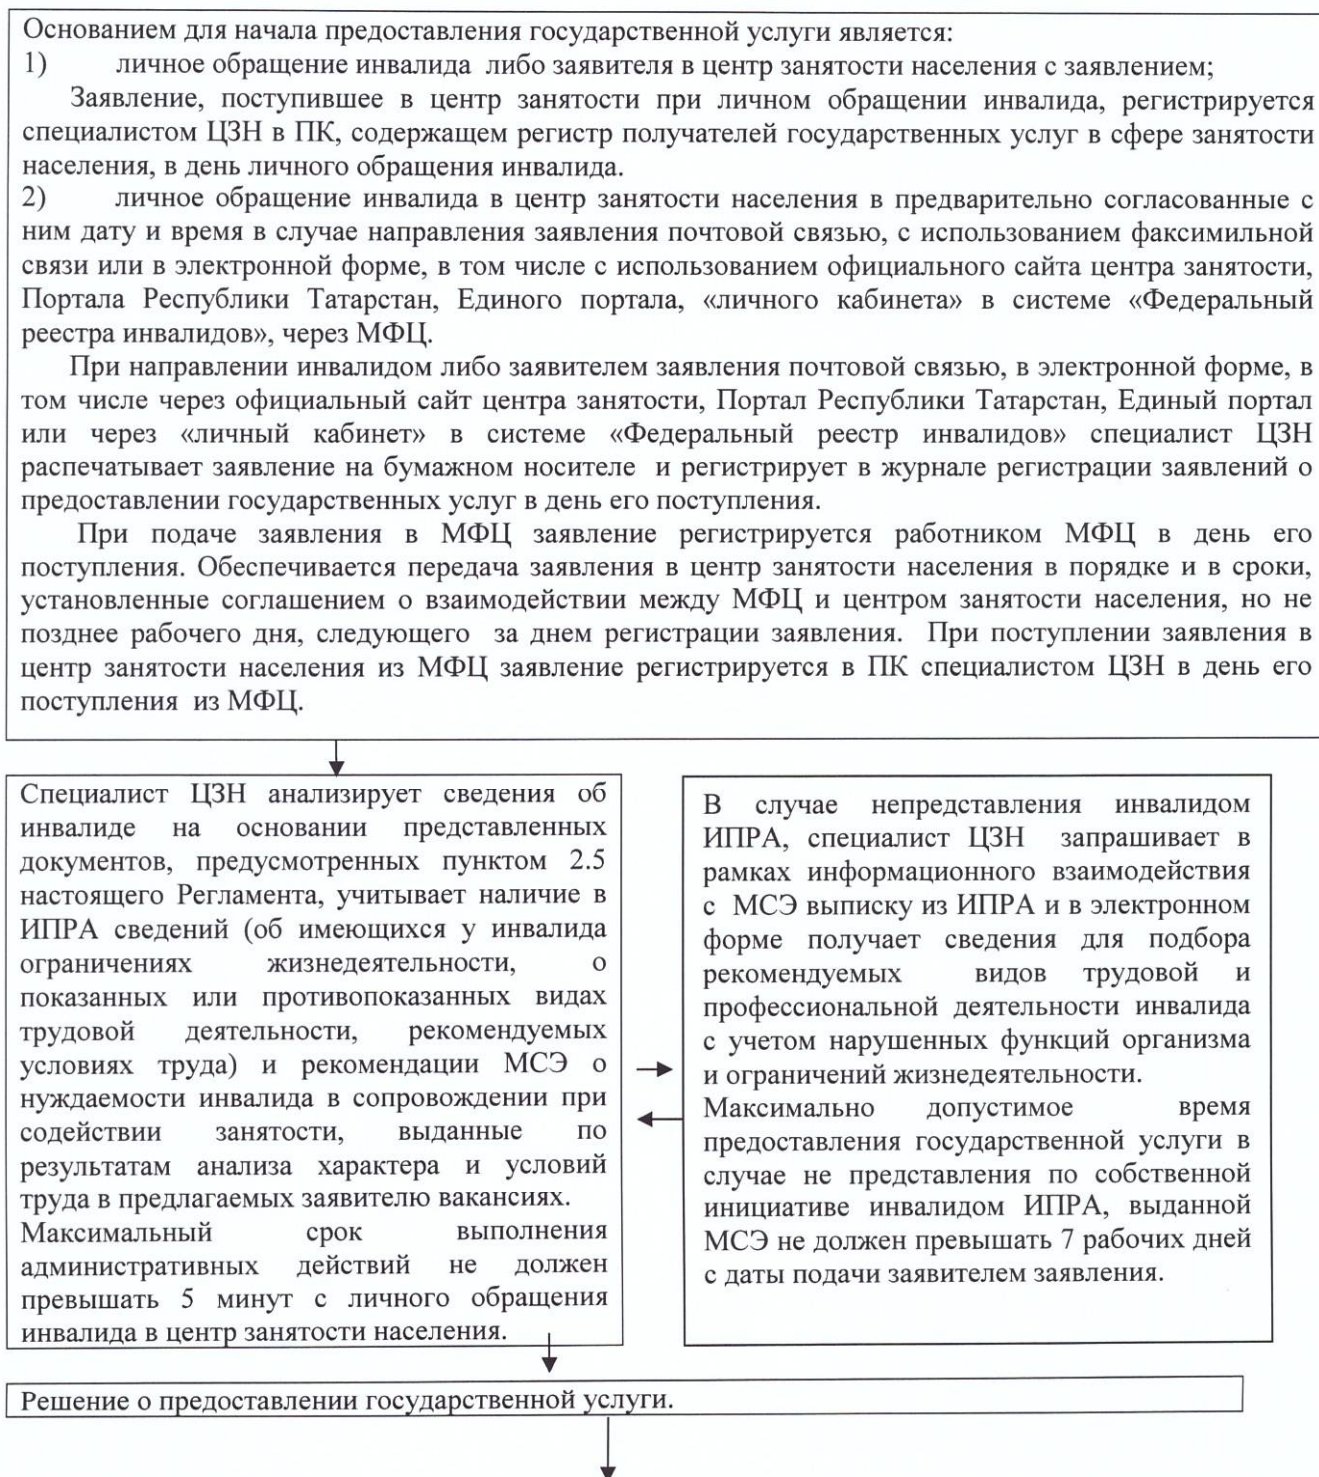 Основанием для начала предоставления государственной услуги является:
1) личное обращение инвалида либо заявителя в центр занятости населения с заявлением;
Заявление, поступившее в центр занятости при личном обращении инвалида, регистрируется
специалистом ЦЗН в ПК, содержащем регистр получателей государственных услуг в сфере занятости
населения, в день личного обращения инвалида.
2) личное обращение инвалида в центр занятости населения в предварительно согласованные с
ним дату и время в случае направления заявления почтовой связью, с использованием факсимильной
связи или в электронной форме, в том числе с использованием официального сайта центра занятости,
Портала Республики Татарстан, Единого портала, «личного кабинета» в системе «Федеральный
реестра инвалидов», через МФЦ.
При направлении инвалидом либо заявителем заявления почтовой связью, в электронной форме, в
том числе через официальный сайт центра занятости, Портал Республики Татарстан, Единый портал
или через «личный кабинет» в системе «Федеральный реестр инвалидов» специалист ЦЗН
распечатывает заявление на бумажном носителе и регистрирует в журнале регистрации заявлений о
предоставлении государственных услуг в день его поступления.
При подаче заявления в МФЦ заявление регистрируется работником МФЦ в день его
поступления. Обеспечивается передача заявления в центр занятости населения в порядке и в сроки,
установленные соглашением о взаимодействии между МФЦ и центром занятости населения, но не
позднее рабочего дня, следующего за днем регистрации заявления. При поступлении заявления в
центр занятости населения из МФЦ заявление регистрируется в ПК специалистом ЦЗН в день его
поступления из МФЦ.
Специалист ЦЗН анализирует сведения об
инвалиде на основании представленных
документов, предусмотренных пунктом 2.5
настоящего Регламента, учитывает наличие в
ИПРА сведений (об имеющихся у инвалида
ограничениях жизнедеятельности, о
показанных или противопоказанных видах
трудовой деятельности, рекомендуемых
условиях труда) и рекомендации МСЭ о
нуждаемости инвалида в сопровождении при
содействии занятости, выданные по
результатам анализа характера и условий
труда в предлагаемых заявителю вакансиях.
Максимальный срок выполнения
административных действий не должен
превышать 5 минут с личного обращения
инвалида в центр занятости населения.
В случае непредставления инвалидом
ИПРА, специалист ЦЗН запрашивает в
рамках информационного взаимодействия
с МСЭ выписку из ИПРА и в электронном
форме получает сведения для подбора
рекомендуемых видов трудовой и
профессиональной деятельности инвалида
с учетом нарушенных функций организма
и ограничений жизнедеятельности.
Максимально допустимое время
предоставления государственной услуги в
случае не представления по собственной
инициативе инвалидом ИПРА, выданной
МСЭ не должен превышать 7 рабочих дней
с даты подачи заявителем заявления.
Решение о предоставлении государственной услуги.